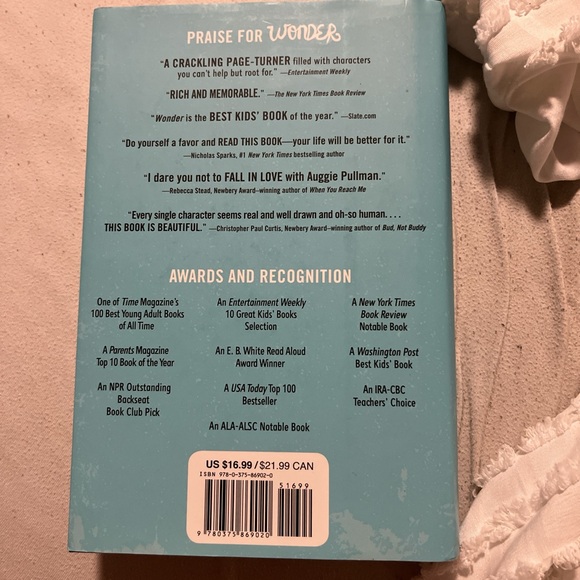 PRAISE FOR WONDER
"A CRACKLING PAGE-TURNER filled with characters
you can't help but root for." —Entertainment Weekly
"RICH AND MEMORABLE." —The New York Times Book Review
"Wonder is the BEST KIDS' BOOK of the year." —Slate.com
"Do yourself a favor and READ THIS BOOK—your life will be better for it."
—Nicholas Sparks, #1 New York Times bestselling author
"I dare you not to FALL IN LOVE with Auggie Pullman."
—Rebecca Stead, Newbery Award–winning author of When You Reach Me
"Every single character seems real and well drawn and oh-so human. . . .
THIS BOOK IS BEAUTIFUL." —Christopher Paul Curtis, Newbery Award–winning author of Bud, Not Buddy
AWARDS AND RECOGNITION
One of Time Magazine's
100 Best Young Adult Books
of All Time
An Entertainment Weekly
10 Great Kids' Books
Selection
A New York Times
Book Review
Notable Book
A Parents Magazine
Top 10 Book of the Year
An E. B. White Read Aloud
Award Winner
A Washington Post
Best Kids' Book
An NPR Outstanding
Backseat
Book Club Pick
A USA Today Top 100
Bestseller
An IRA-CBC
Teachers' Choice
An ALA-ALSC Notable Book
US $16.99 / $21.99 CAN
ISBN 978-0-375-86902-0
51699
9 780375 869020